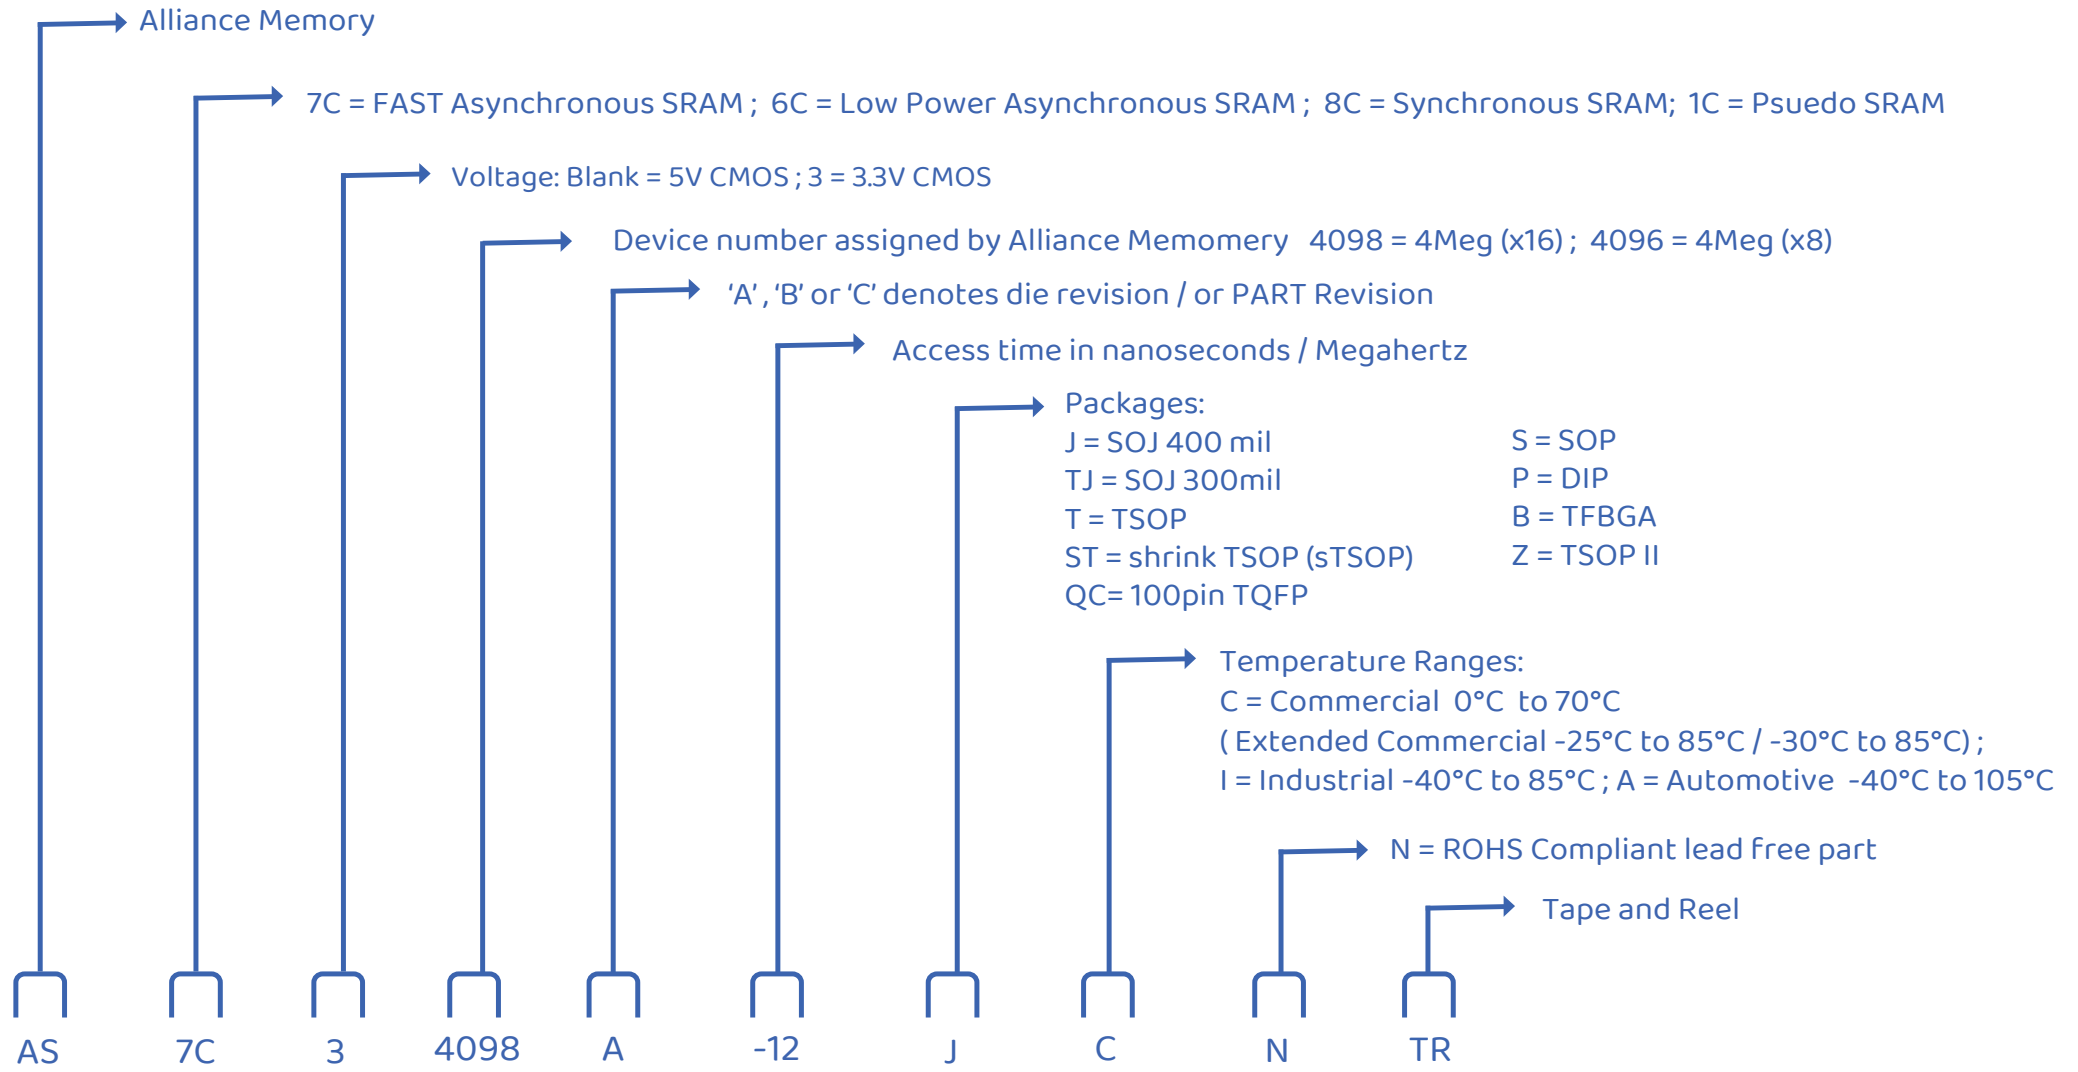 Alliance Memory
7C = FAST Asynchronous SRAM ; 6C = Low Power Asynchronous SRAM ; 8C = Synchronous SRAM; 1C = Psuedo SRAM
Voltage: Blank = 5V CMOS ; 3 = 3.3V CMOS
Device number assigned by Alliance Memomery 4098 = 4Meg (x16) ; 4096 = 4Meg (x8)
‘A’ , ‘B’ or ‘C’ denotes die revision / or PART Revision
Access time in nanoseconds / Megahertz
Packages:
J = SOJ 400 mil
TJ = SOJ 300mil
T = TSOP
ST = shrink TSOP (sTSOP)
QC= 100pin TQFP
S = SOP
P = DIP
B = TFBGA
Z = TSOP II
Temperature Ranges:
C = Commercial 0°C to 70°C
( Extended Commercial -25°C to 85°C / -30°C to 85°C) ;
I = Industrial -40°C to 85°C ; A = Automotive -40°C to 105°C
N = ROHS Compliant lead free part
Tape and Reel
AS 7C 3 4098 A -12 J C N TR